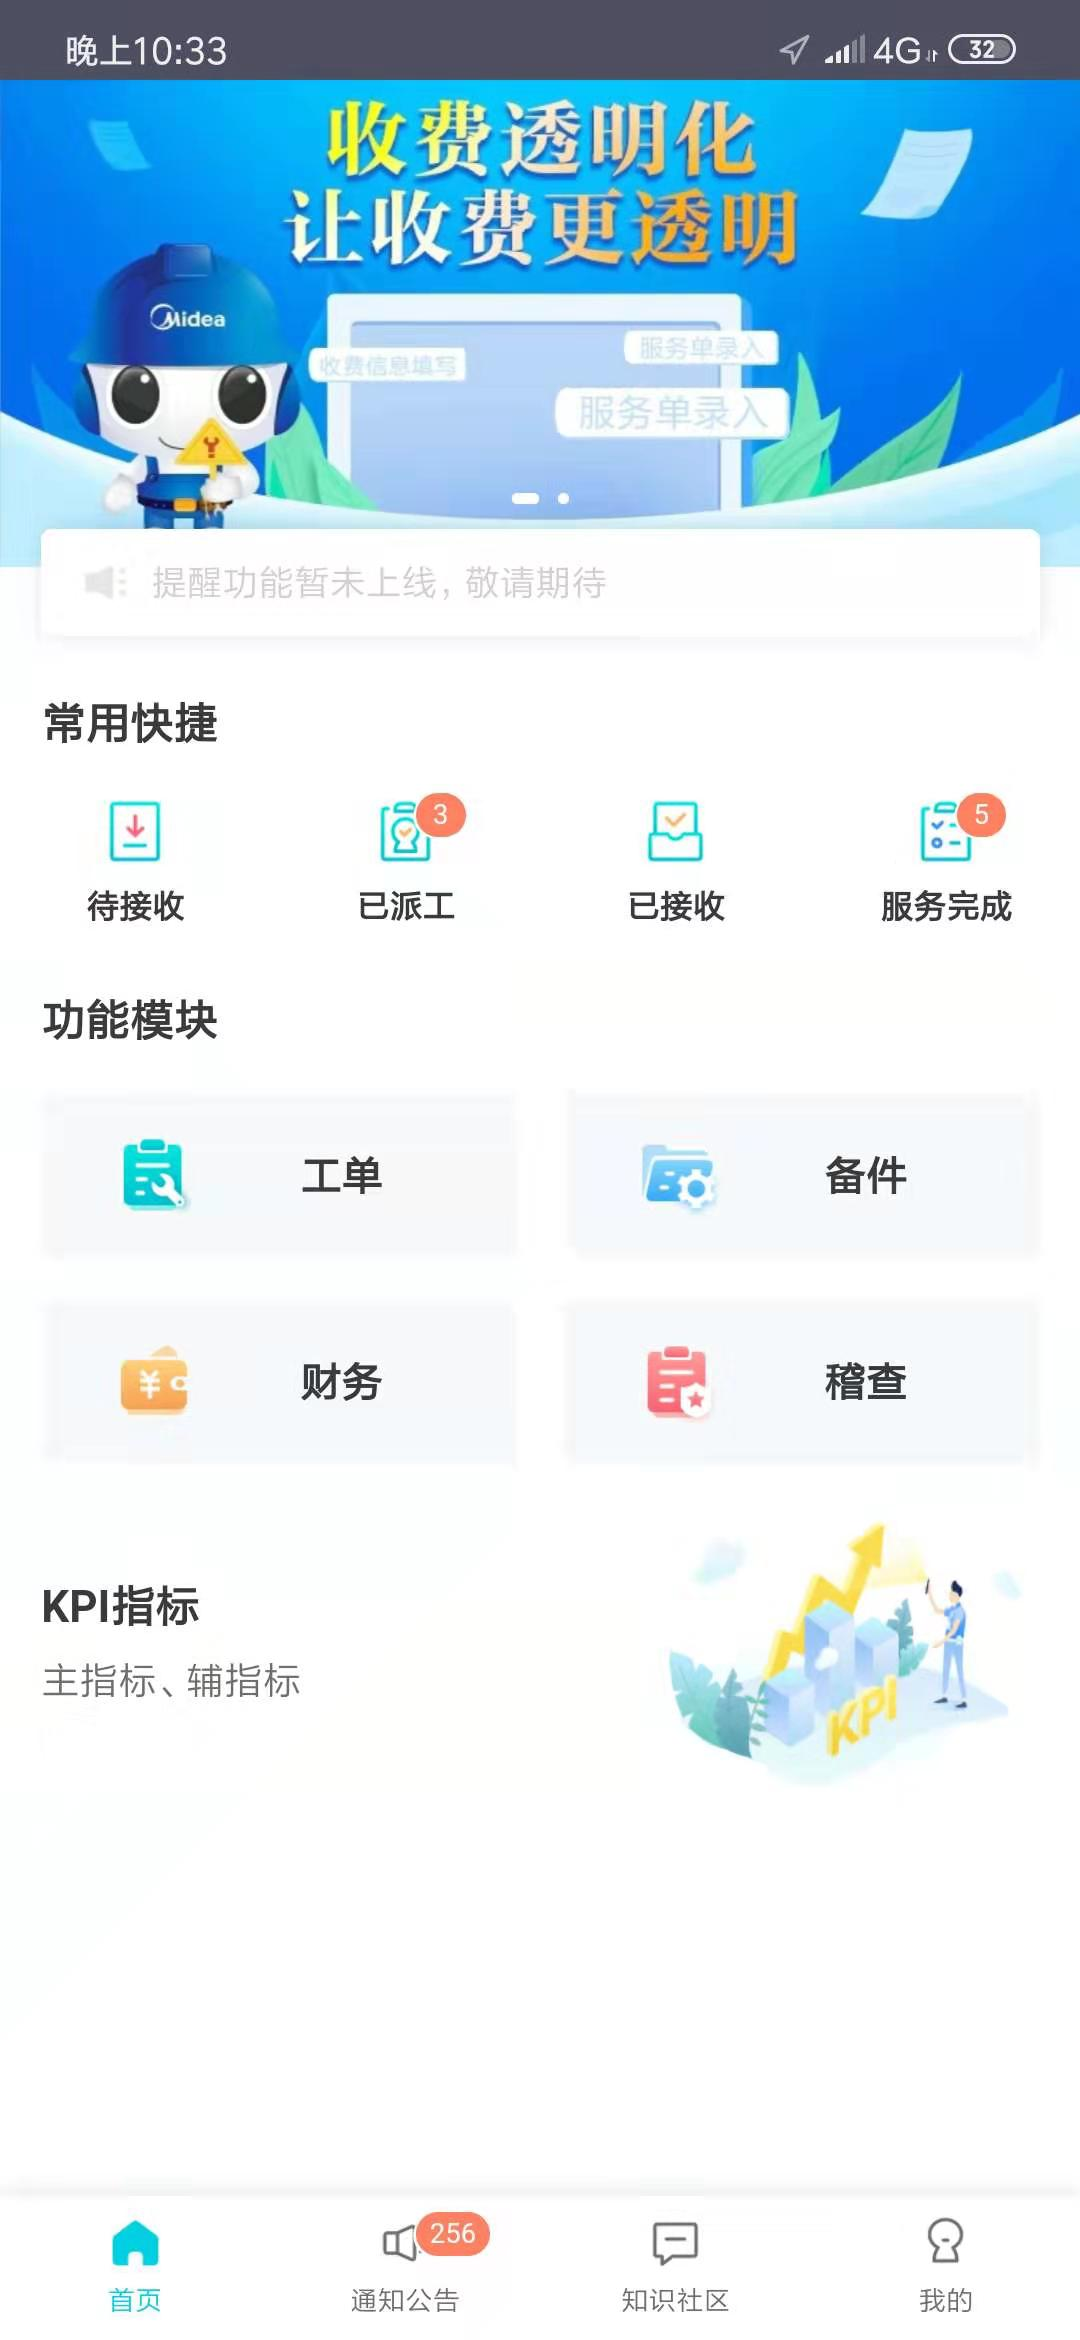 晚上10:33
4G
32
收费透明化
让收费更透明
Midea
收费信息填写
服务单录入
服务单录入
提醒功能暂未上线, 敬请期待
常用快捷
3
5
待接收
已派工
已接收
服务完成
功能模块
工单
备件
¥
财务
稽查
KPI指标
主指标、辅指标
KPI
256
首页
通知公告
知识社区
我的